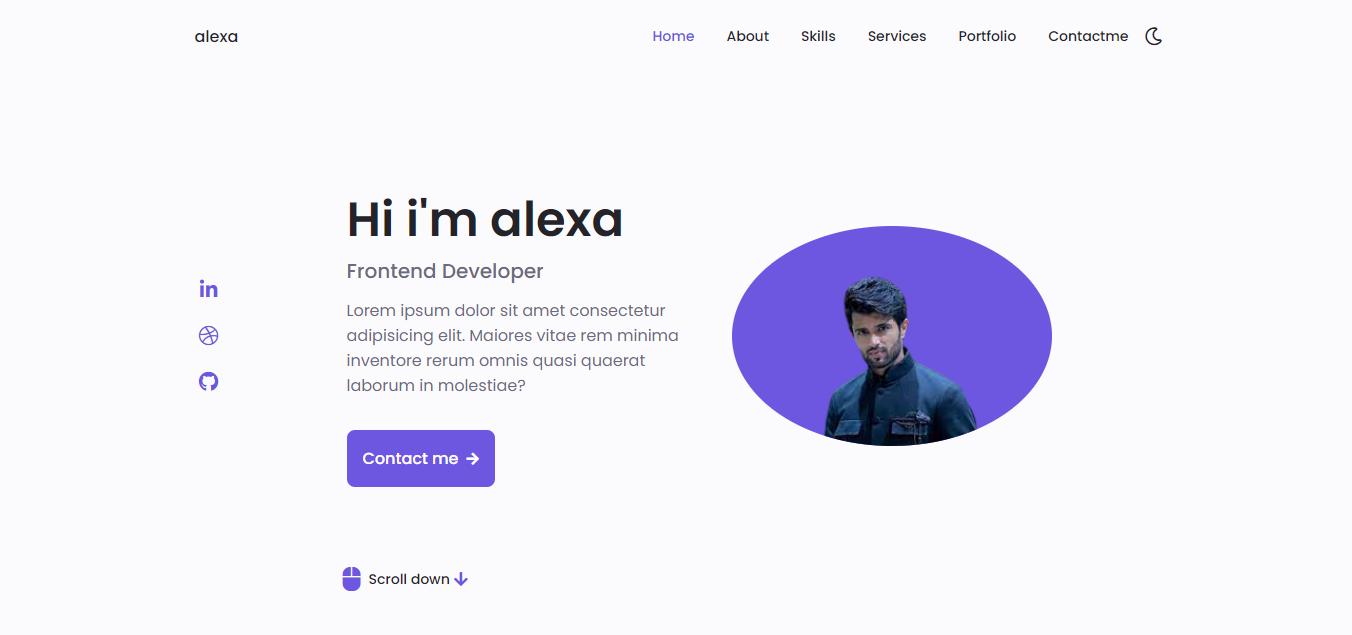 alexa
Home About Skills Services Portfolio Contactme
Hi i'm alexa
Frontend Developer
Lorem ipsum dolor sit amet consectetur
adipisicing elit. Maiores vitae rem minima
inventore rerum omnis quasi quaerat
laborum in molestiae?
Contact me
Scroll down
in